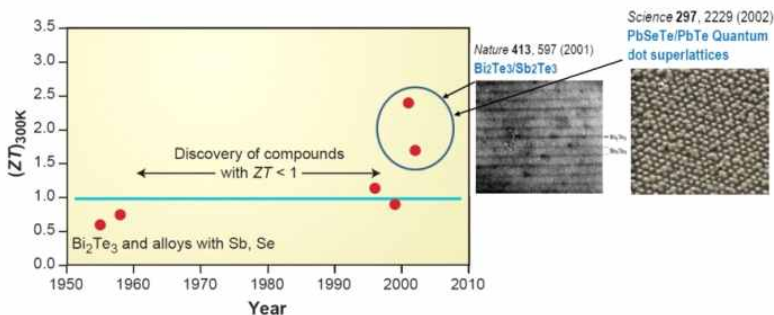 Science 297, 2229 (2002)
PbSeTe/PbTe Quantum
dot superlattices
Nature 413, 597 (2001)
Bi2Te3/Sb2Te3
(ZT)300K
3.5
3.0
2.5
2.0
1.5
1.0
0.5
0.0
Discovery of compounds
with ZT < 1
Bi2Te3 and alloys with Sb, Se
1950
1960
1970
1980
1990
2000
2010
Year